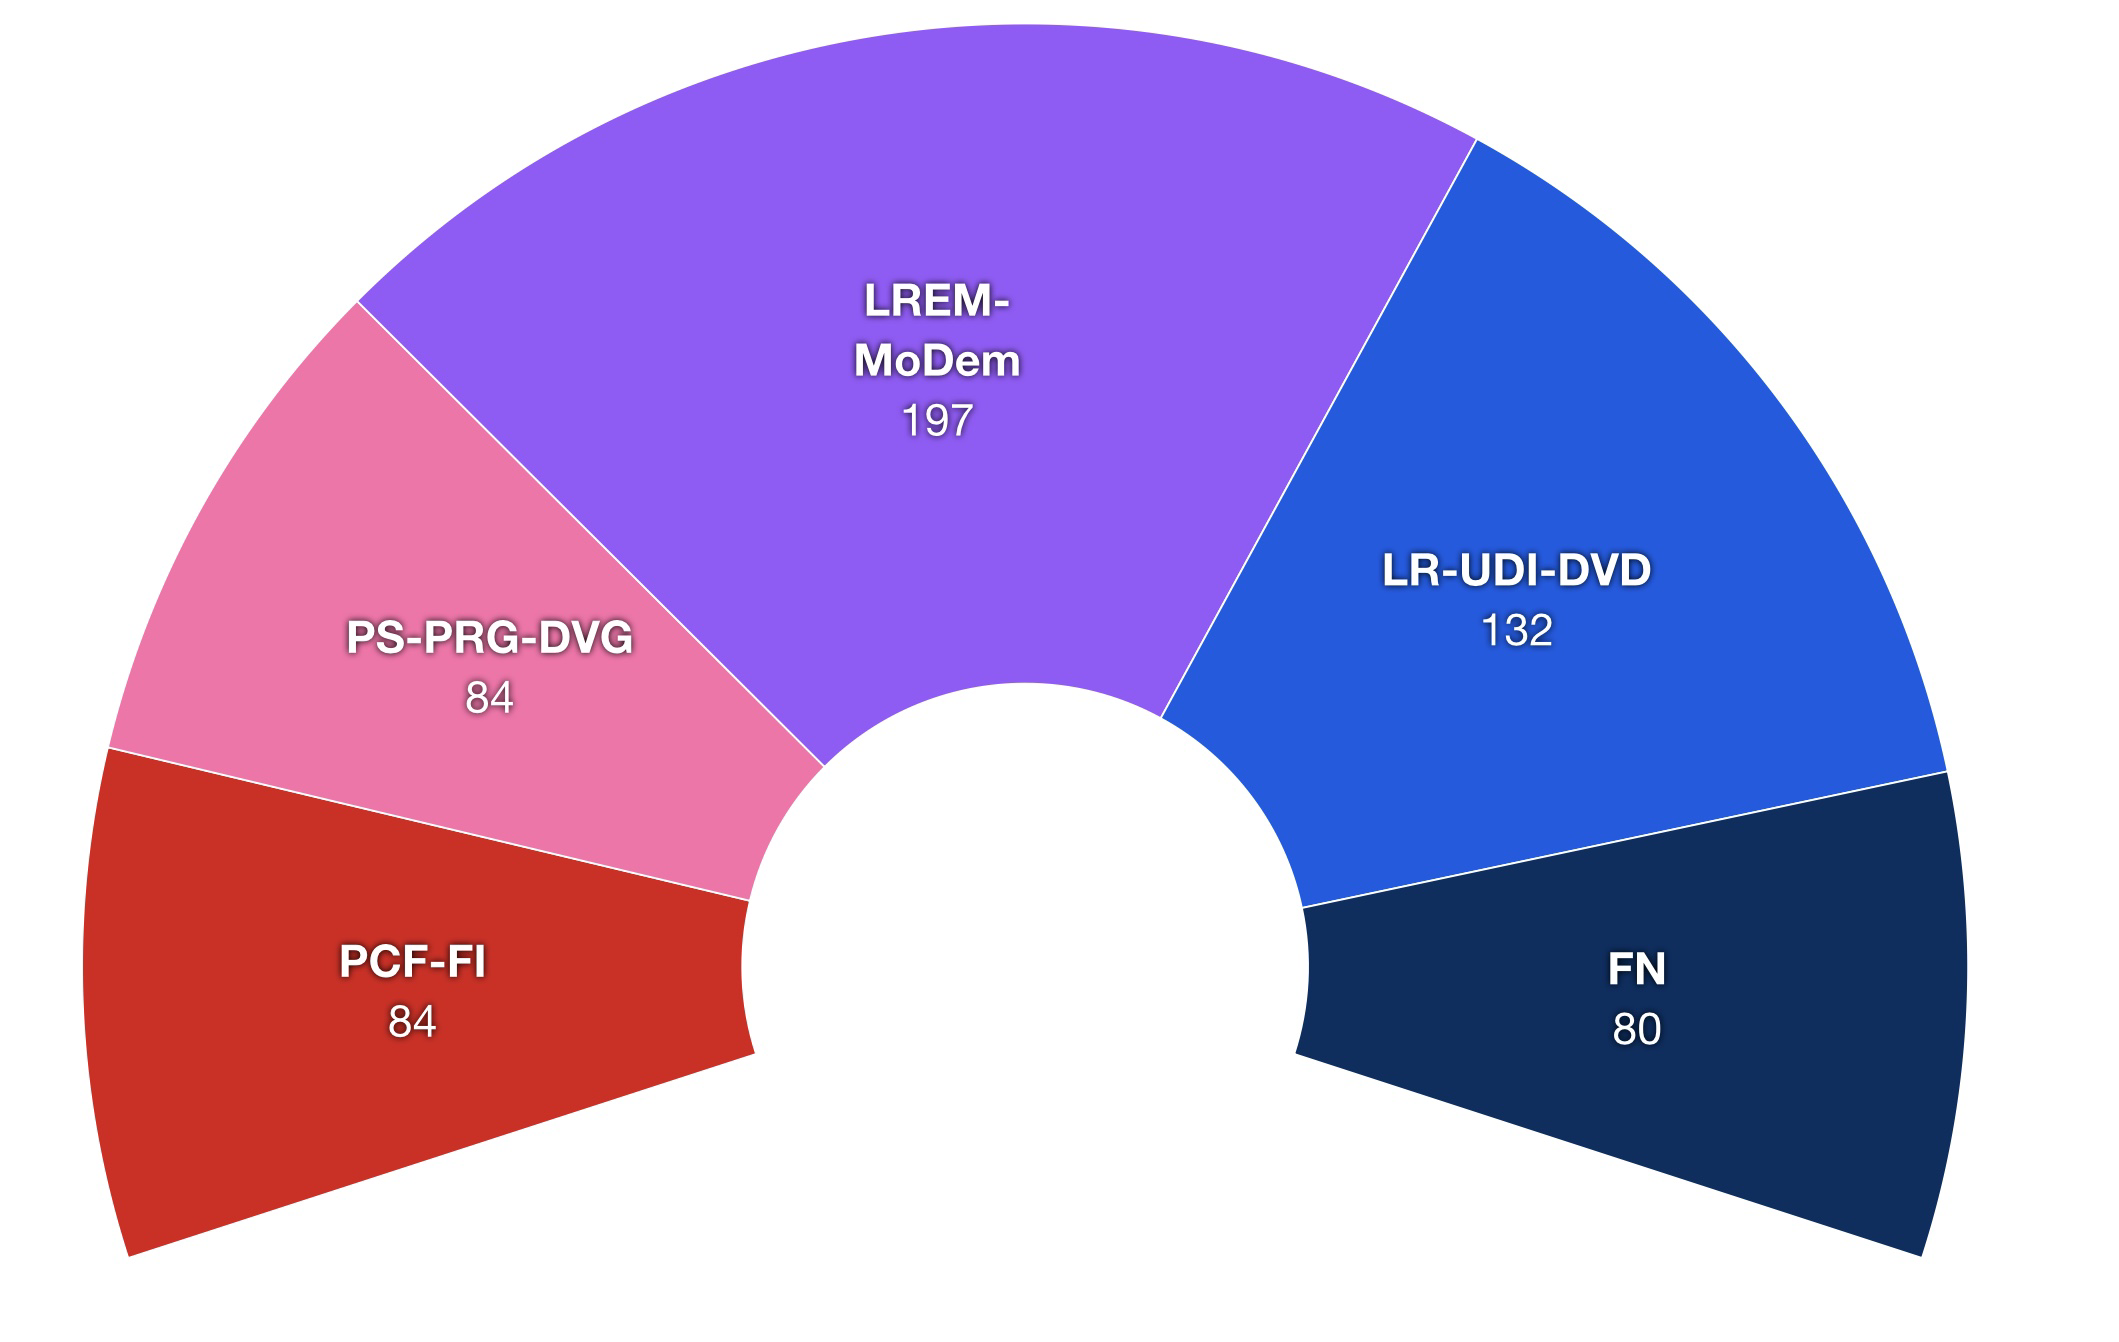 LREM-
MoDem
197
LR-UDI-DVD
132
PS-PRG-DVG
84
PCF-FI
84
FN
80